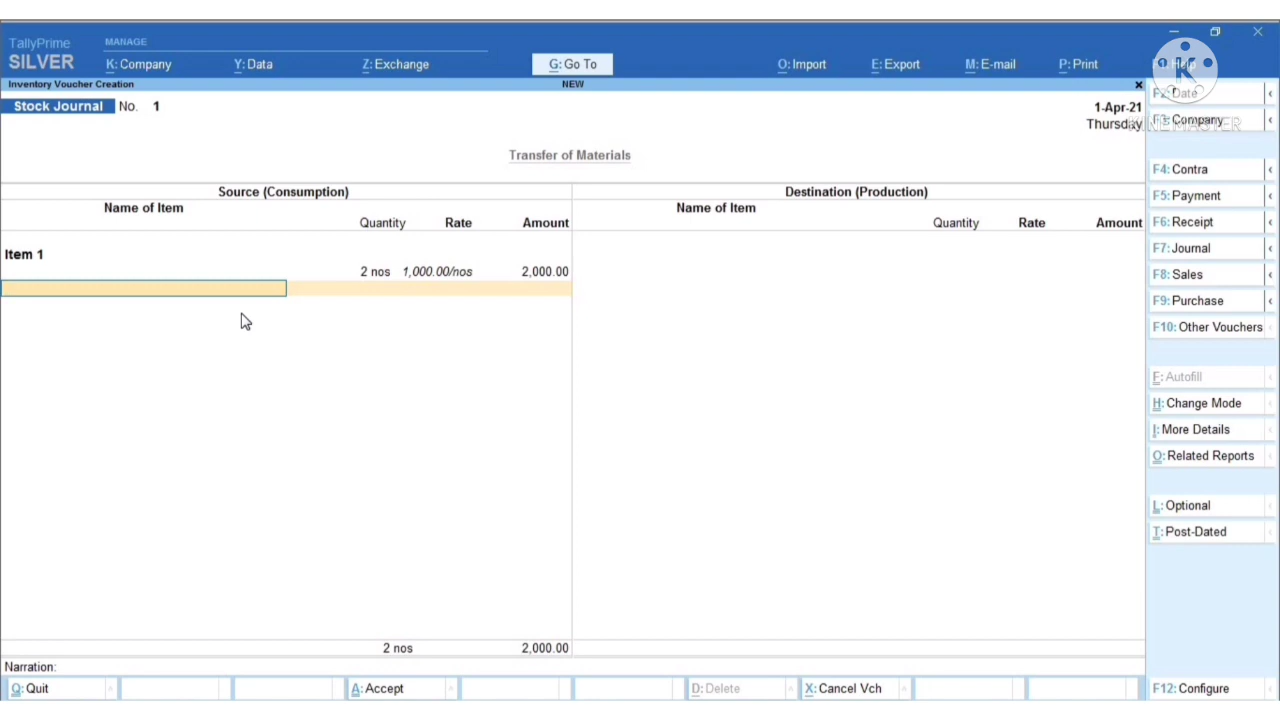 TallyPrime
MANAGE
SILVER
K: Company
Y: Data
Z: Exchange
G: Go To
O: Import
E: Export
M: E-mail
P: Print
Help
Inventory Voucher Creation
NEW
×
F2: Date
Stock Journal No. 1
1-Apr-21
Thursday
F3: Company
KINEMASTER
Transfer of Materials
F4: Contra
Source (Consumption)
Destination (Production)
F5: Payment
Name of Item
Name of Item
Quantity Rate Amount
Quantity Rate Amount
F6: Receipt
F7: Journal
Item 1
2 nos 1,000.00/nos 2,000.00
F8: Sales
F9: Purchase
F10: Other Vouchers
F: Autofill
H: Change Mode
I: More Details
O: Related Reports
L: Optional
T: Post-Dated
2 nos 2,000.00
Narration:
Q: Quit
A: Accept
D: Delete
X: Cancel Vch
F12: Configure